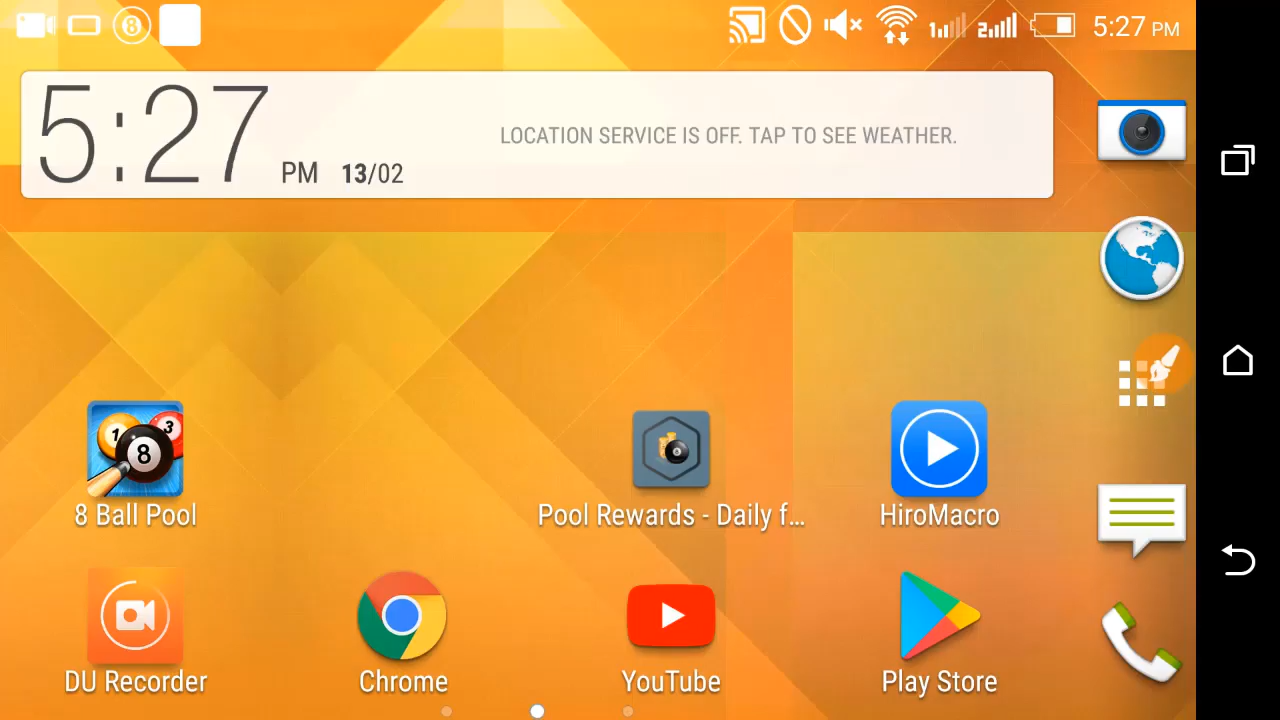 5:27 PM
5:27 PM 13/02
LOCATION SERVICE IS OFF. TAP TO SEE WEATHER.
8 Ball Pool
Pool Rewards - Daily f...
HiroMacro
DU Recorder
Chrome
YouTube
Play Store